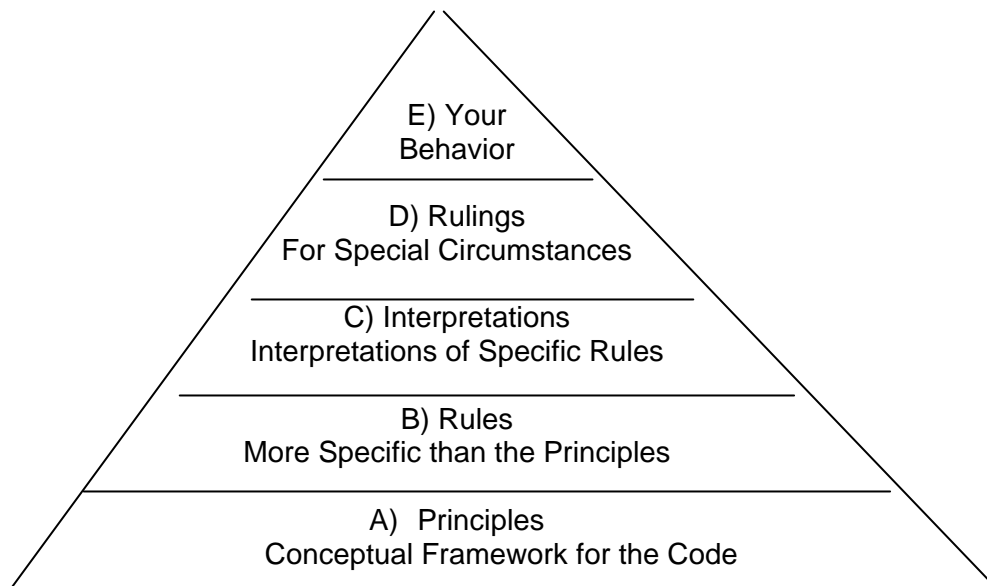 E) Your
Behavior
D) Rulings
For Special Circumstances
C) Interpretations
Interpretations of Specific Rules
B) Rules
More Specific than the Principles
A) Principles
Conceptual Framework for the Code